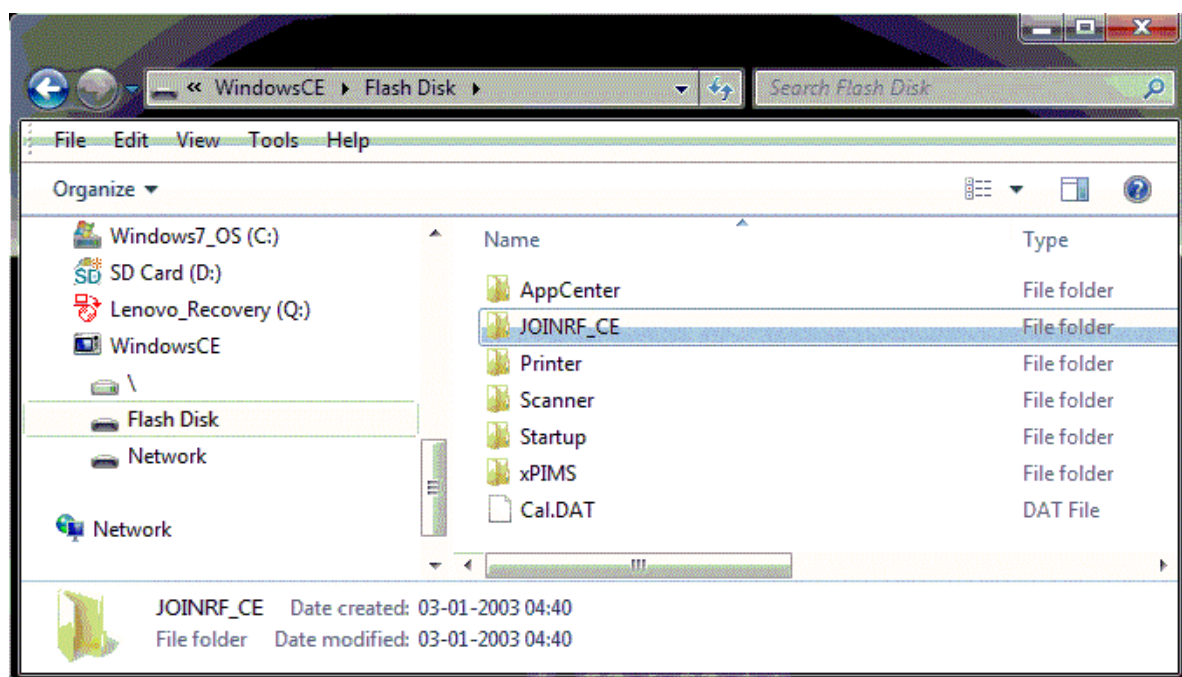 « WindowsCE ▸ Flash Disk ▸ Search Flash Disk
File Edit View Tools Help
Organize
Windows7_OS (C:)
SD Card (D:)
Lenovo_Recovery (Q:)
WindowsCE
\
Flash Disk
Network
Network
Name Type
AppCenter File folder
JOINRF_CE File folder
Printer File folder
Scanner File folder
Startup File folder
xPIMS File folder
Cal.DAT DAT File
JOINRF_CE Date created: 03-01-2003 04:40
File folder Date modified: 03-01-2003 04:40